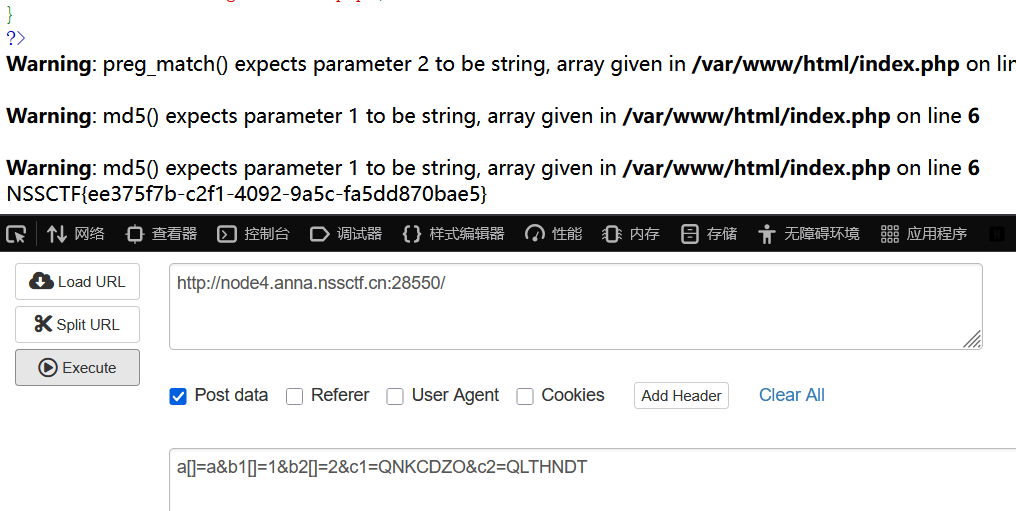 }
?>
Warning: preg_match() expects parameter 2 to be string, array given in /var/www/html/index.php on
Warning: md5() expects parameter 1 to be string, array given in /var/www/html/index.php on line 6
Warning: md5() expects parameter 1 to be string, array given in /var/www/html/index.php on line 6
NSSCTF{ee375f7b-c2f1-4092-9a5c-fa5dd870bae5}
网络 查看器 控制台 调试器 {} 样式编辑器 性能 内存 存储 无障碍环境 应用程序
Load URL
http://node4.anna.nssctf.cn:28550/
Split URL
Execute
Post data Referer User Agent Cookies Add Header Clear All
a[]=a&b1[]=1&b2[]=2&c1=QNKCDZO&c2=QLTHNDT